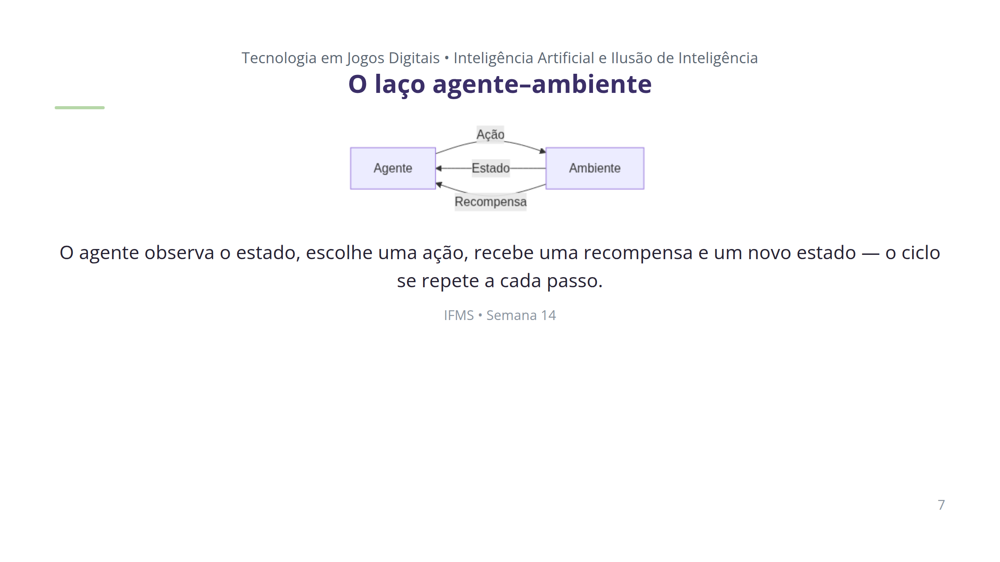 Tecnologia em Jogos Digitais • Inteligência Artificial e Ilusão de Inteligência
O laço agente–ambiente
Ação
Agente
Estado
Ambiente
Recompensa
O agente observa o estado, escolhe uma ação, recebe uma recompensa e um novo estado — o ciclo
se repete a cada passo.
IFMS • Semana 14
7